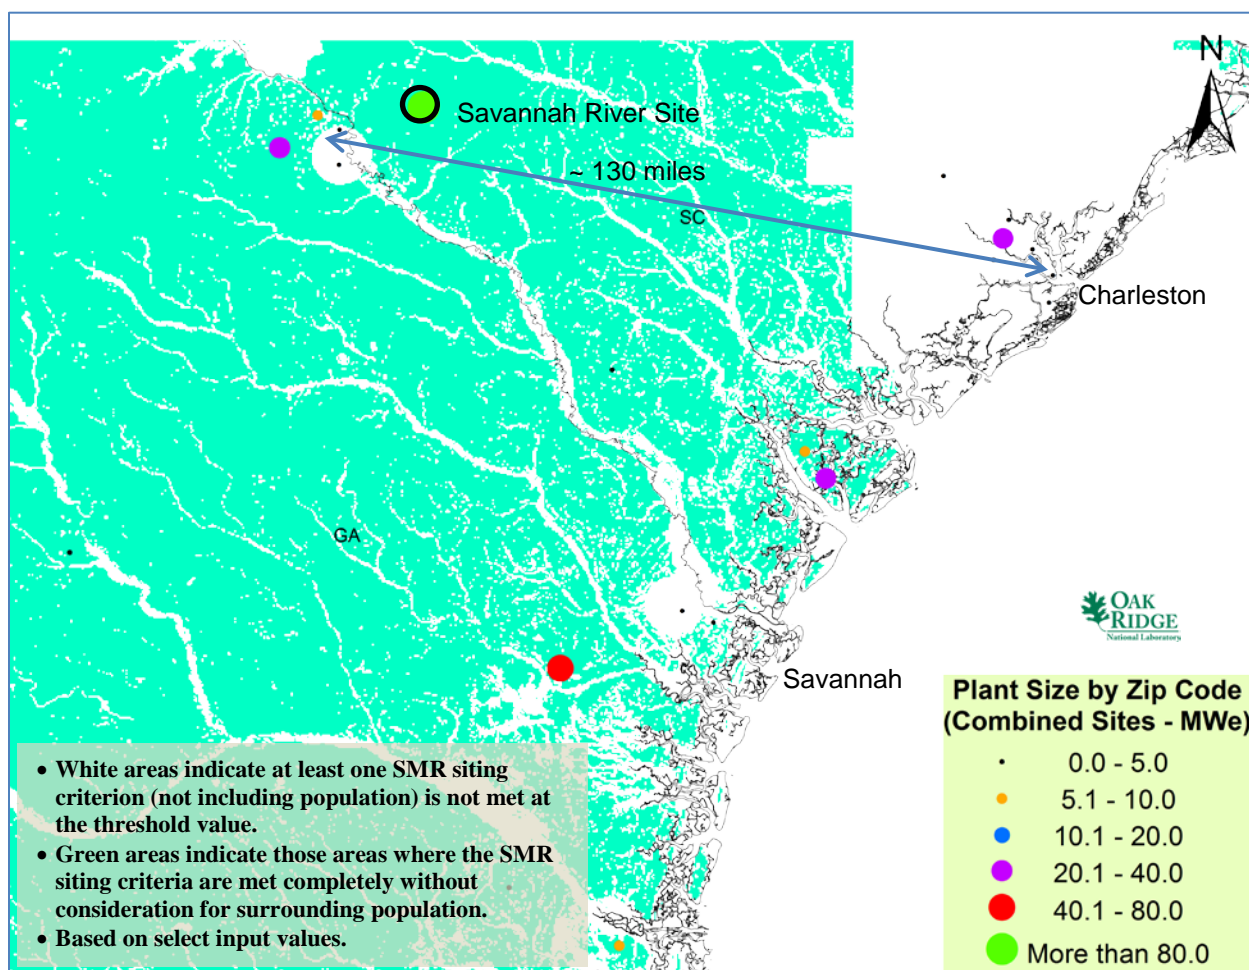 N
Savannah River Site
~ 130 miles
SC
Charleston
GA
OAK
RIDGE
National Laboratory
Savannah
Plant Size by Zip Code
(Combined Sites - MWe)
0.0 - 5.0
5.1 - 10.0
10.1 - 20.0
20.1 - 40.0
40.1 - 80.0
More than 80.0
• White areas indicate at least one SMR siting
criterion (not including population) is not met at
the threshold value.
• Green areas indicate those areas where the SMR
siting criteria are met completely without
consideration for surrounding population.
• Based on select input values.